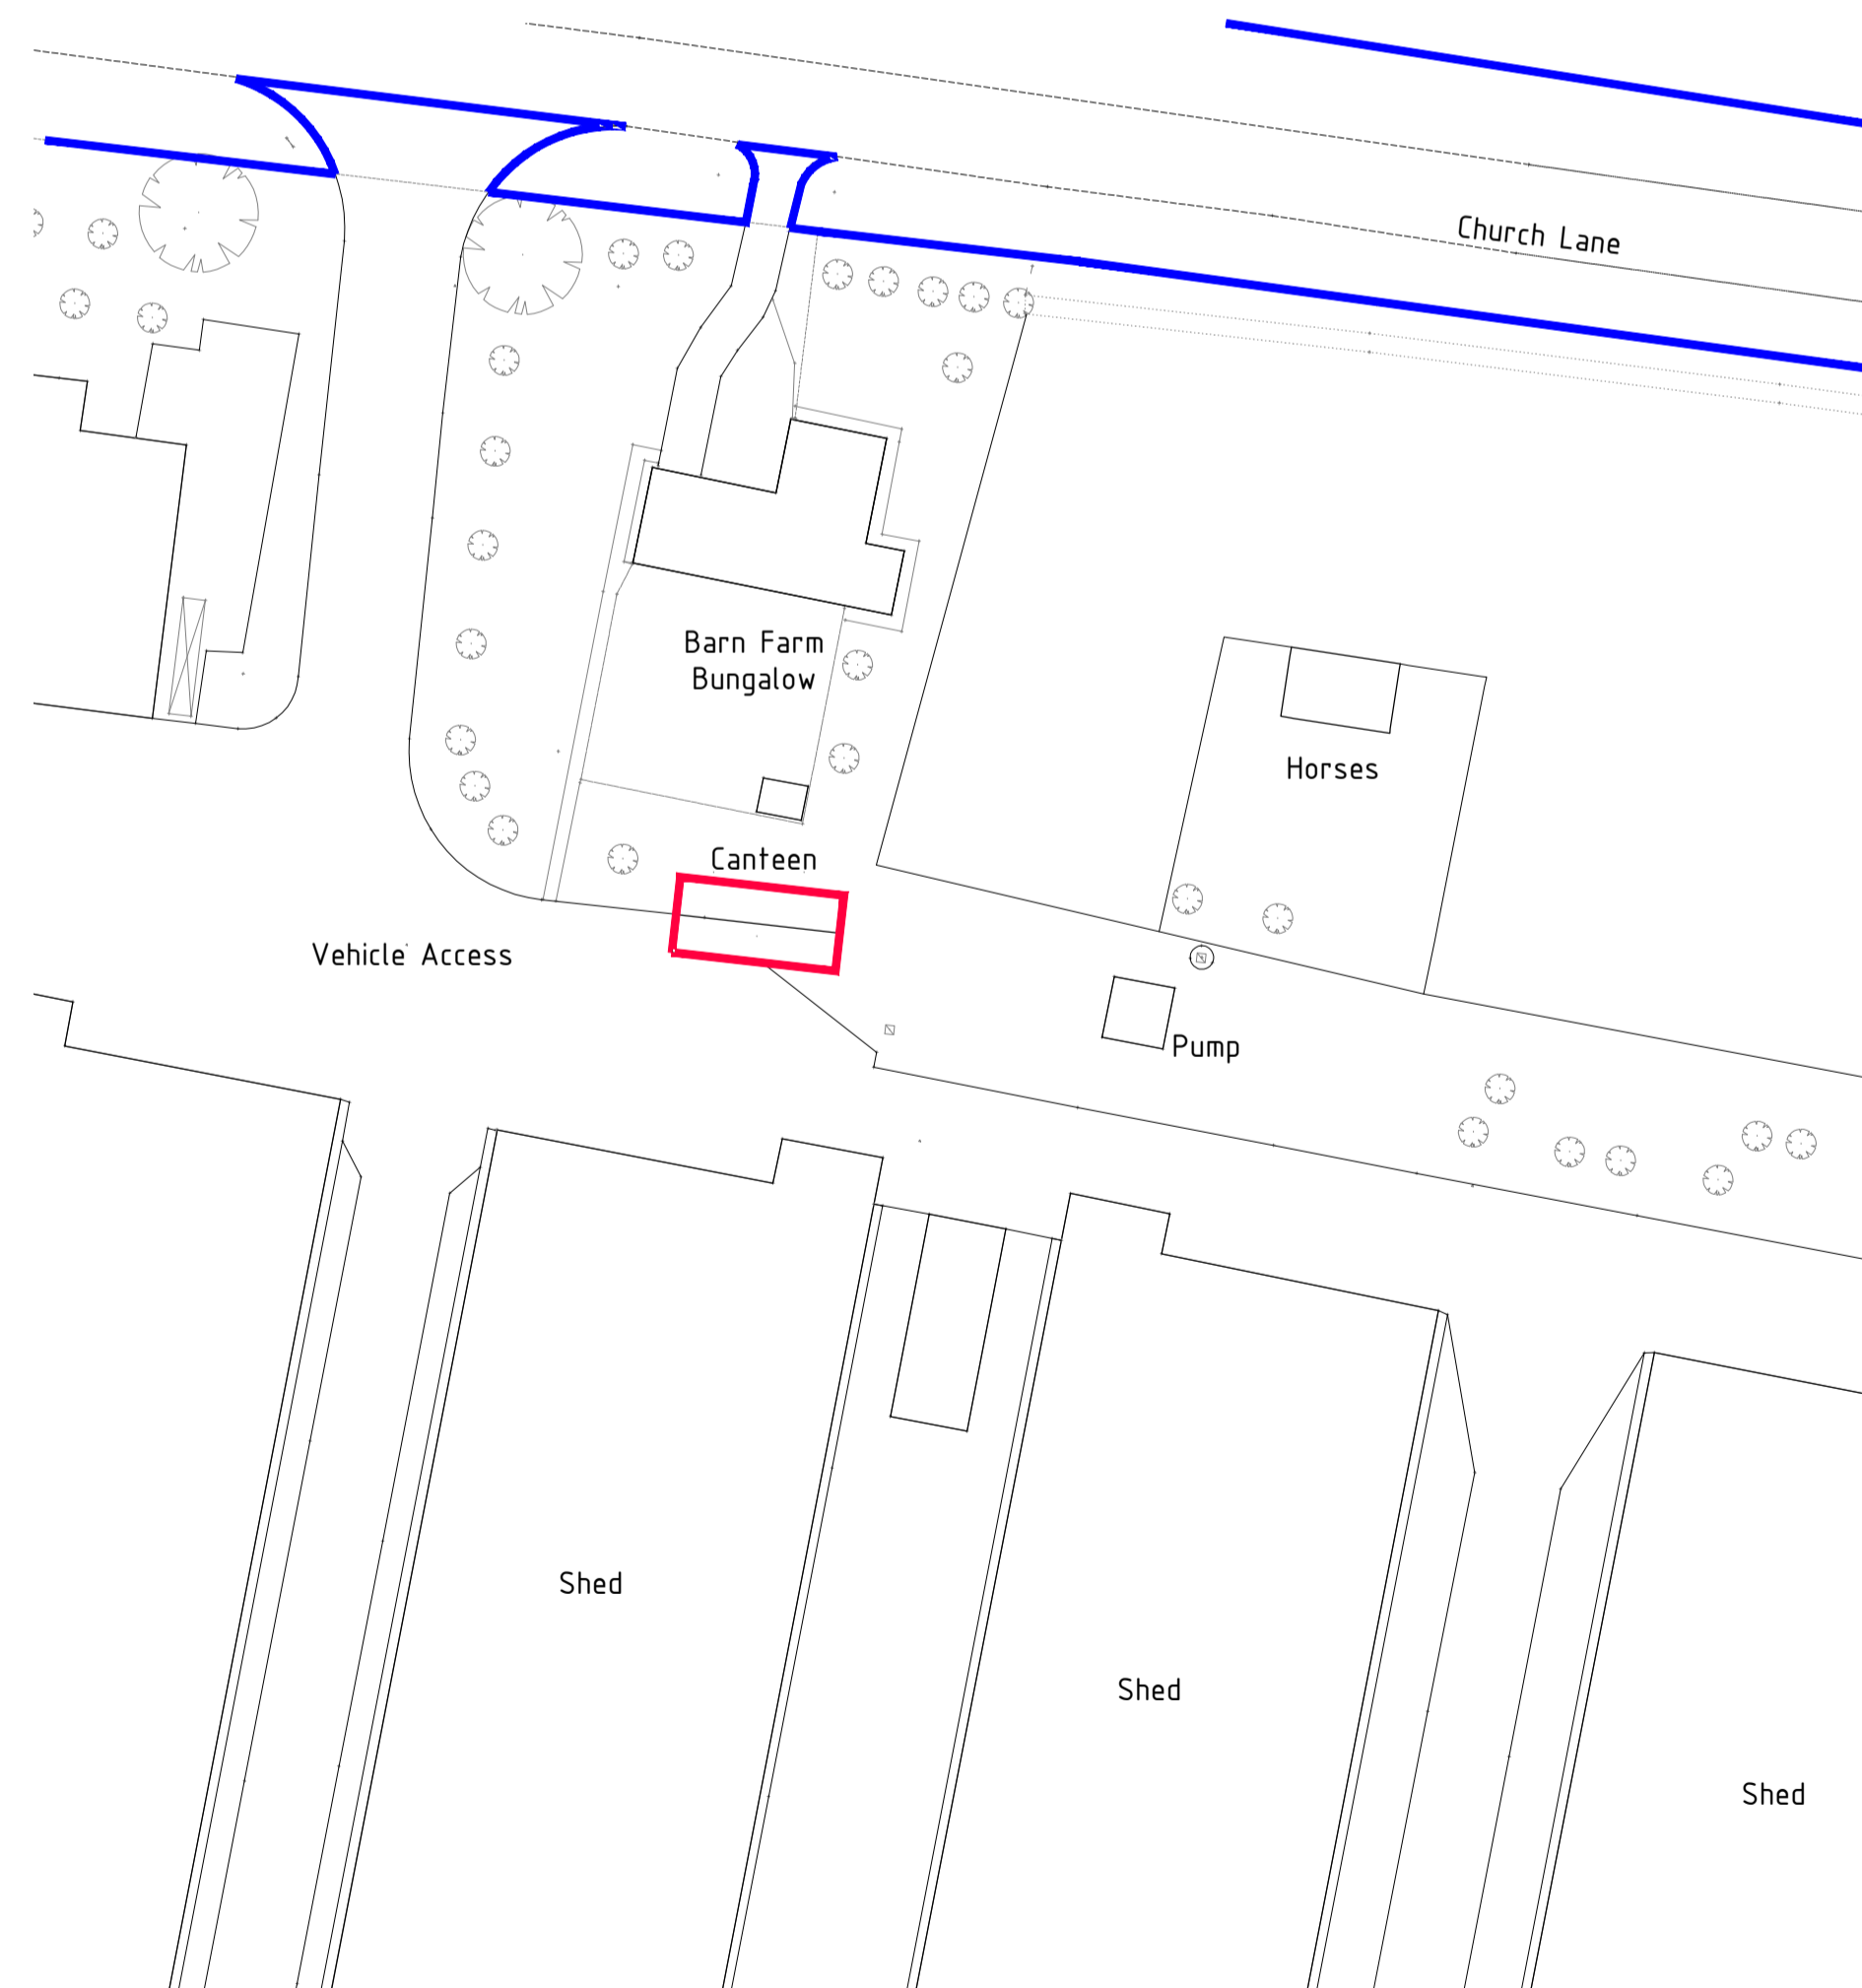 Church Lane
Barn Farm
Bungalow
Horses
Canteen
Vehicle Access
Pump
Shed
Shed
Shed